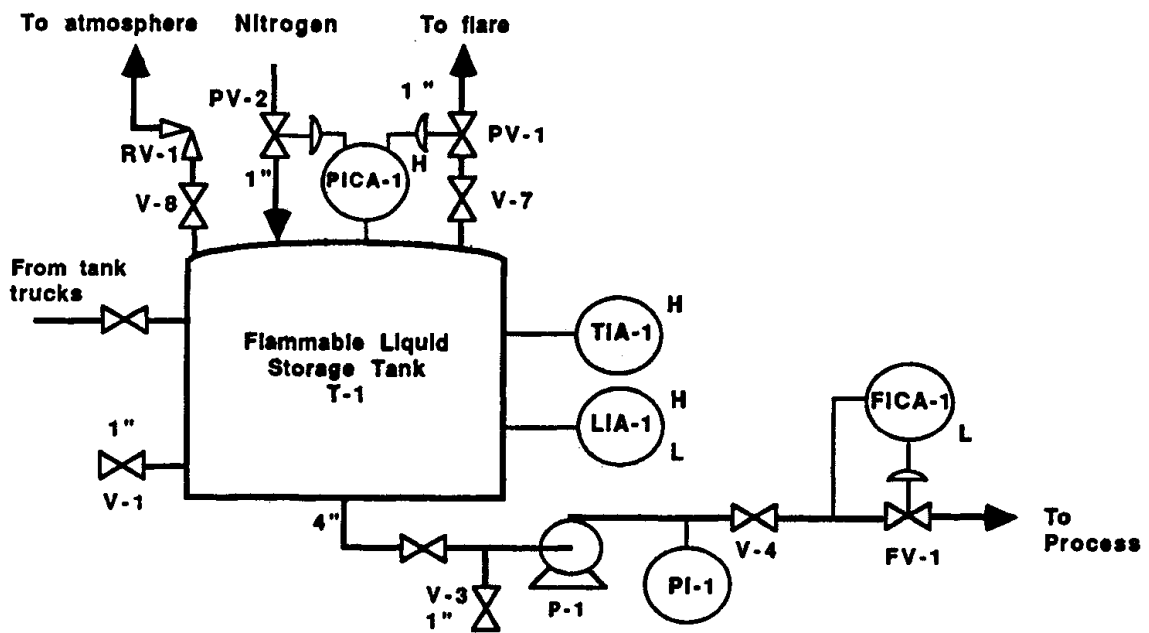 To atmosphere
Nitrogen
To flare
1"
PV-2
PV-1
RV-1
H
1"
PICA-1
V-8
V-7
From tank
trucks
H
TIA-1
Flammable Liquid
Storage Tank
T-1
H
LIA-1
L
FICA-1
L
1"
V-1
4"
V-4
FV-1
To
Process
V-3
1"
P-1
PI-1